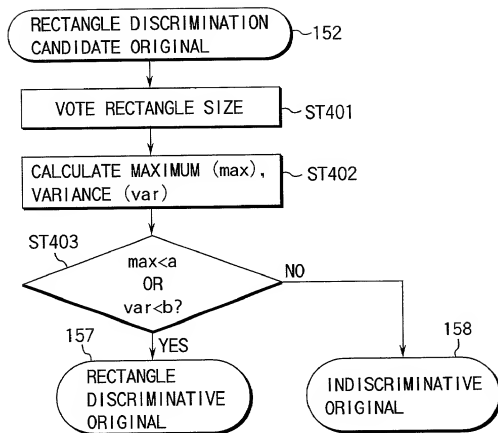 RECTANGLE DISCRIMINATION
CANDIDATE ORIGINAL
152
VOTE RECTANGLE SIZE
ST401
CALCULATE MAXIMUM (max),
VARIANCE (var)
ST402
ST403
max<a
OR
var<b?
NO
YES
157
RECTANGLE
DISCRIMINATIVE
ORIGINAL
158
INDISCRIMINATIVE
ORIGINAL